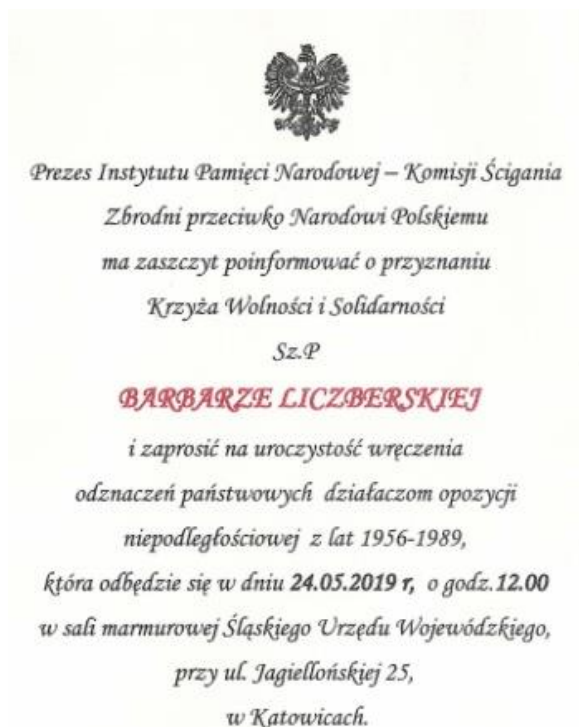 Prezes Instytutu Pamięci Narodowej – Komisji Ścigania
Zbrodni przeciwko Narodowi Polskiemu
ma zaszczyt poinformować o przyznaniu
Krzyża Wolności i Solidarności
Sz.P
BARBARZE LICZBERSKIEJ
i zaprosić na uroczystość wręczenia
odznaczeń państwowych działaczom opozycji
niepodległościowej z lat 1956-1989,
która odbędzie się w dniu 24.05.2019 r, o godz.12.00
w sali marmurowej Śląskiego Urzędu Wojewódzkiego,
przy ul. Jagiellońskiej 25,
w Katowicach.